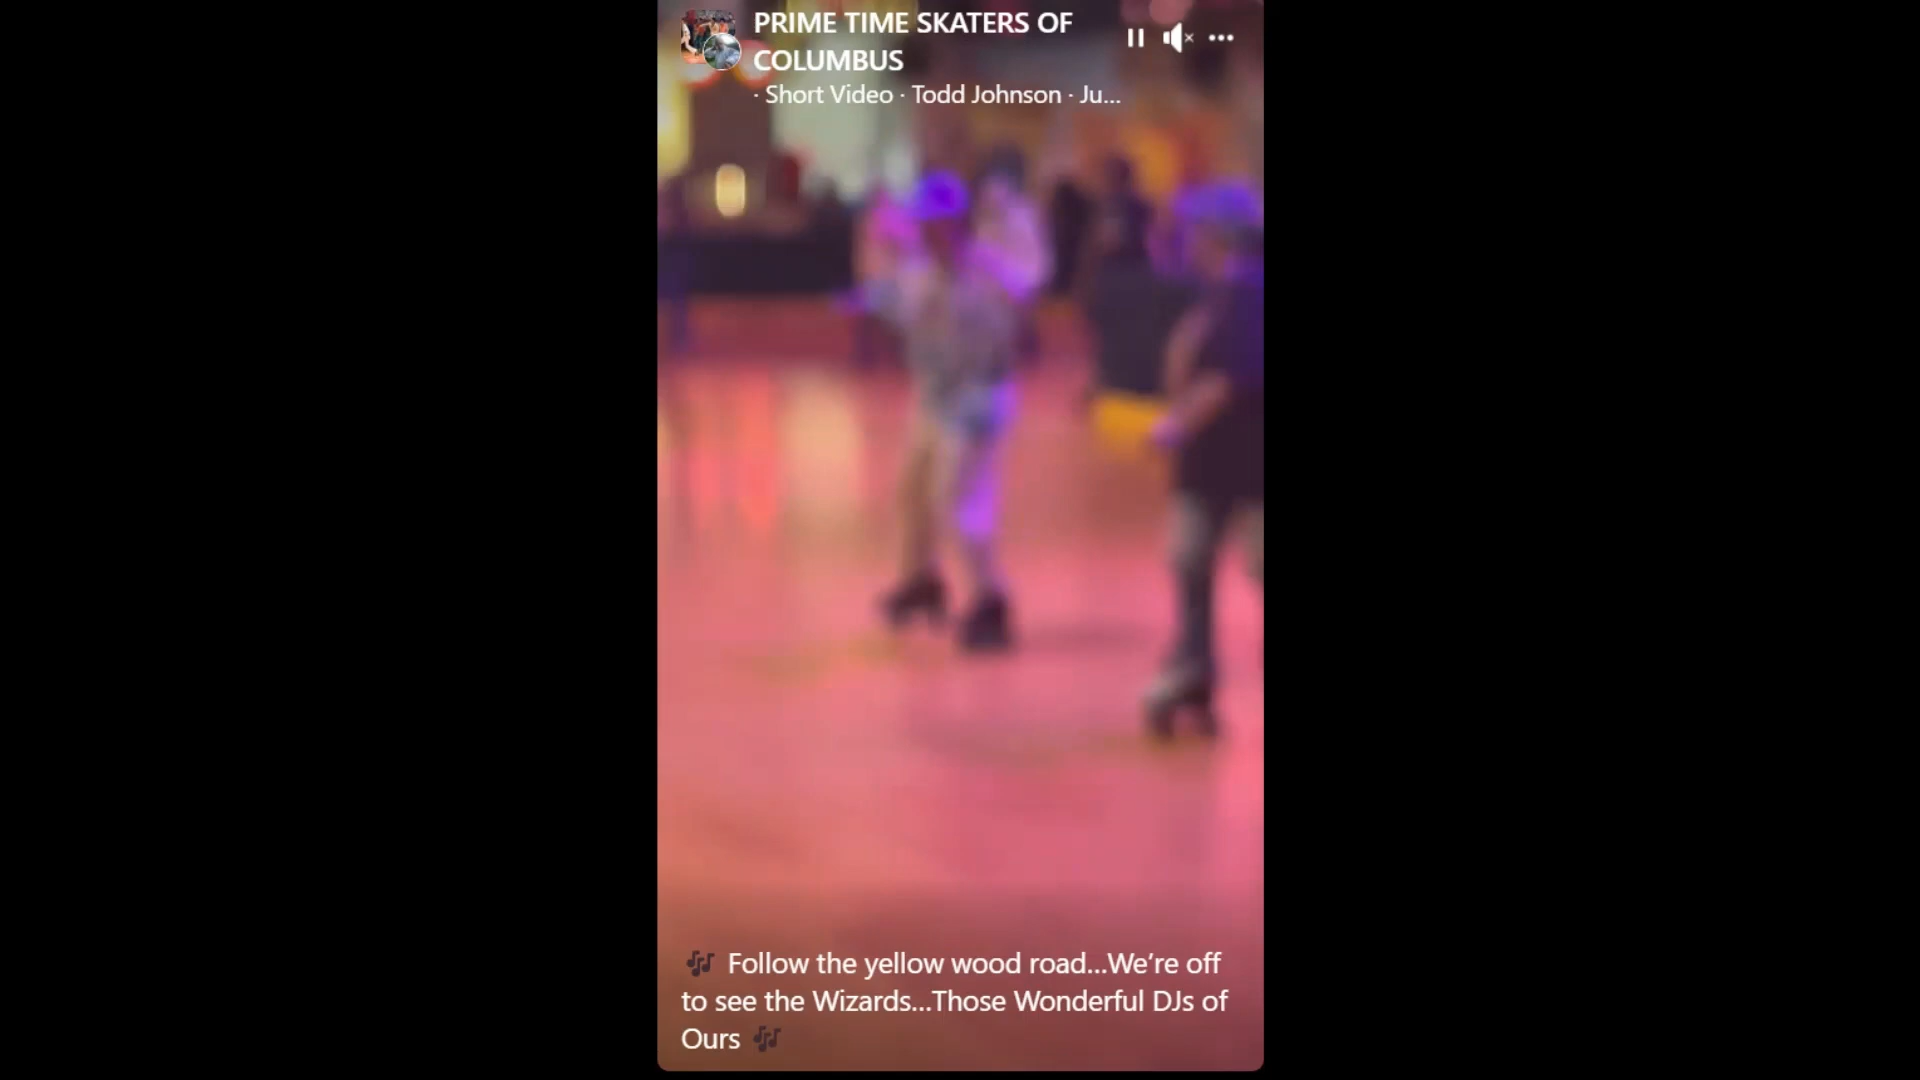 PRIME TIME SKATERS OF
COLUMBUS
· Short Video · Todd Johnson · Ju...
🎶 Follow the yellow wood road...We’re off
to see the Wizards...Those Wonderful DJs of
Ours 🎶